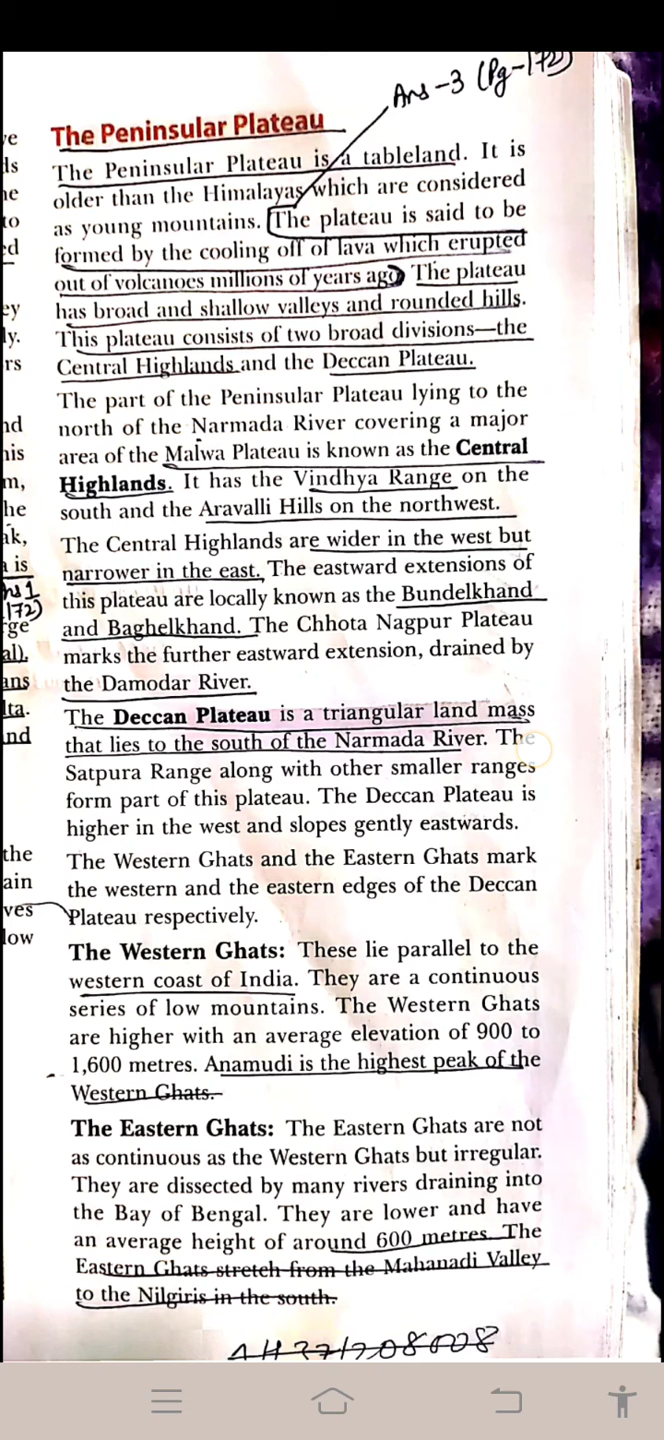 Ans-3 (Pg-172)
The Peninsular Plateau
The Peninsular Plateau is a tableland. It is
older than the Himalayas which are considered
as young mountains. The plateau is said to be
formed by the cooling off of lava which erupted
out of volcanoes millions of years ago. The plateau
has broad and shallow valleys and rounded hills.
This plateau consists of two broad divisions—the
Central Highlands and the Deccan Plateau.
The part of the Peninsular Plateau lying to the
north of the Narmada River covering a major
area of the Malwa Plateau is known as the Central
Highlands. It has the Vindhya Range on the
south and the Aravalli Hills on the northwest.
The Central Highlands are wider in the west but
narrower in the east. The eastward extensions of
this plateau are locally known as the Bundelkhand
and Baghelkhand. The Chhota Nagpur Plateau
marks the further eastward extension, drained by
the Damodar River.
The Deccan Plateau is a triangular land mass
that lies to the south of the Narmada River. The
Satpura Range along with other smaller ranges
form part of this plateau. The Deccan Plateau is
higher in the west and slopes gently eastwards.
The Western Ghats and the Eastern Ghats mark
the western and the eastern edges of the Deccan
Plateau respectively.
The Western Ghats: These lie parallel to the
western coast of India. They are a continuous
series of low mountains. The Western Ghats
are higher with an average elevation of 900 to
1,600 metres. Anamudi is the highest peak of the
Western Ghats.
The Eastern Ghats: The Eastern Ghats are not
as continuous as the Western Ghats but irregular.
They are dissected by many rivers draining into
the Bay of Bengal. They are lower and have
an average height of around 600 metres. The
Eastern Ghats stretch from the Mahanadi Valley
to the Nilgiris in the south.